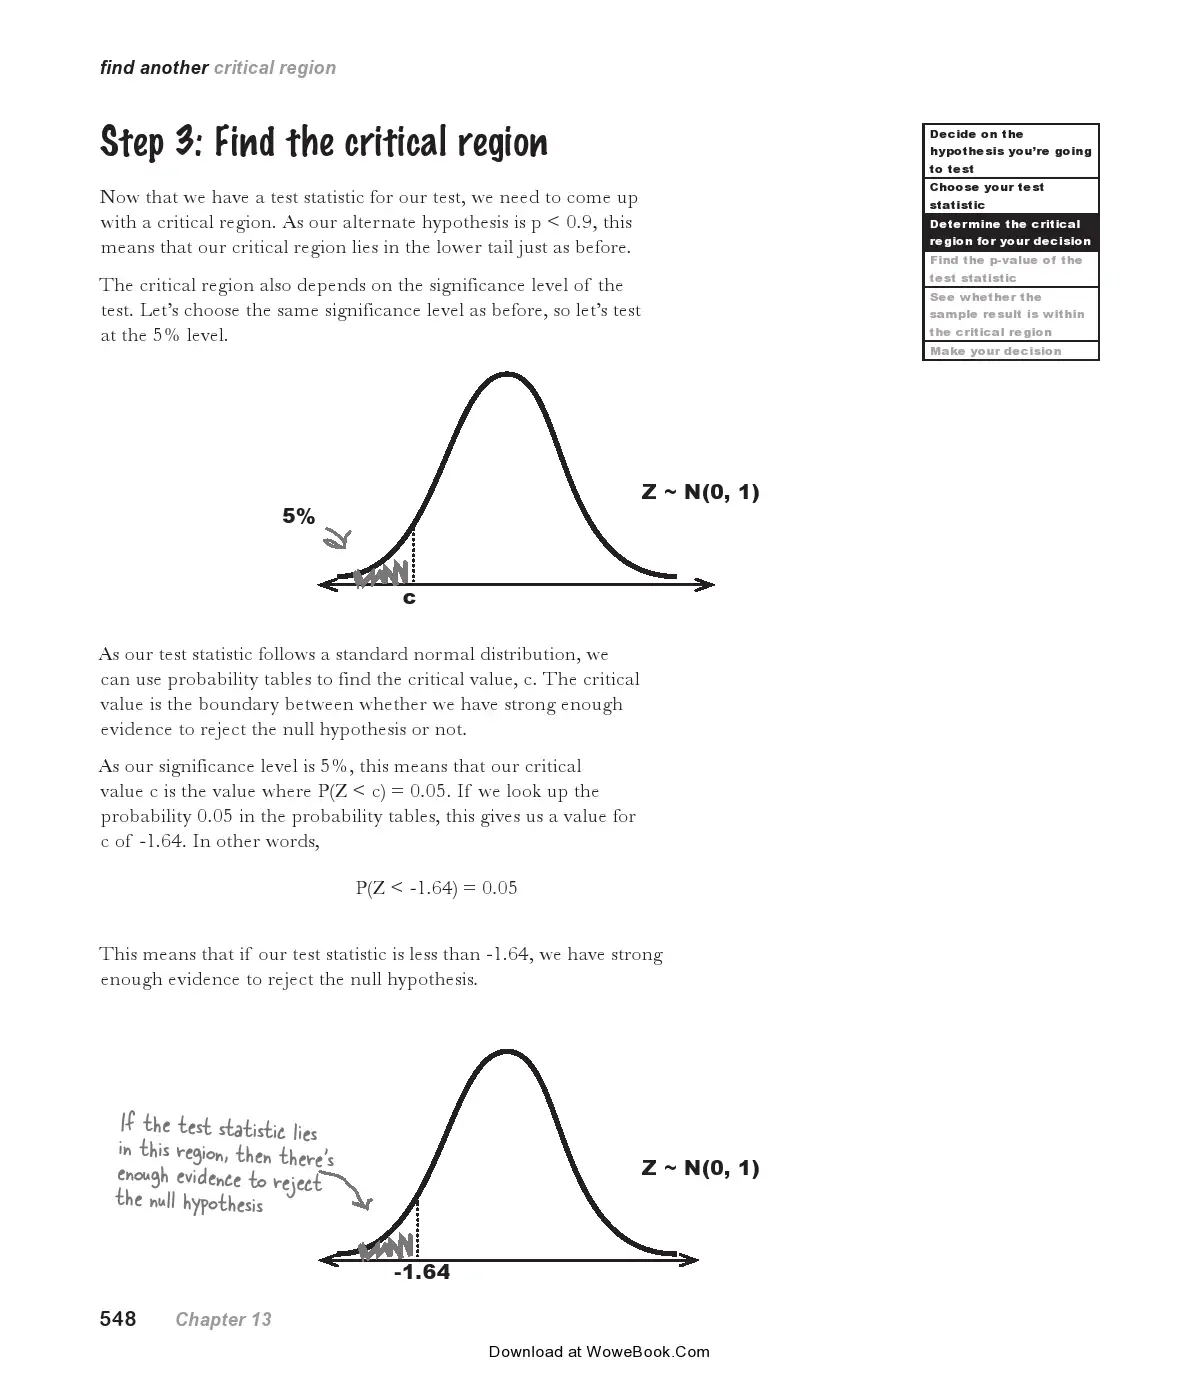 find another critical region
Step 3: Find the critical region
Now that we have a test statistic for our test, we need to come up
with a critical region. As our alternate hypothesis is p < 0.9, this
means that our critical region lies in the lower tail just as before.
The critical region also depends on the significance level of the
test. Let's choose the same significance level as before, so let's test
at the 5% level.
Decide on the
hypothesis you're going
to test
Choose your test
statistic
Determine the critical
region for your decision
Find the p-value of the
test statistic
See whether the
sample result is within
the critical region
Make your decision
Z ~ N(0, 1)
5%
c
As our test statistic follows a standard normal distribution, we
can use probability tables to find the critical value, c. The critical
value is the boundary between whether we have strong enough
evidence to reject the null hypothesis or not.
As our significance level is 5%, this means that our critical
value c is the value where P(Z < c) = 0.05. If we look up the
probability 0.05 in the probability tables, this gives us a value for
c of -1.64. In other words,
P(Z < -1.64) = 0.05
This means that if our test statistic is less than -1.64, we have strong
enough evidence to reject the null hypothesis.
If the test statistic lies
in this region, then there's
enough evidence to reject
the null hypothesis
Z ~ N(0, 1)
-1.64
548 Chapter 13
Download at WoweBook.Com